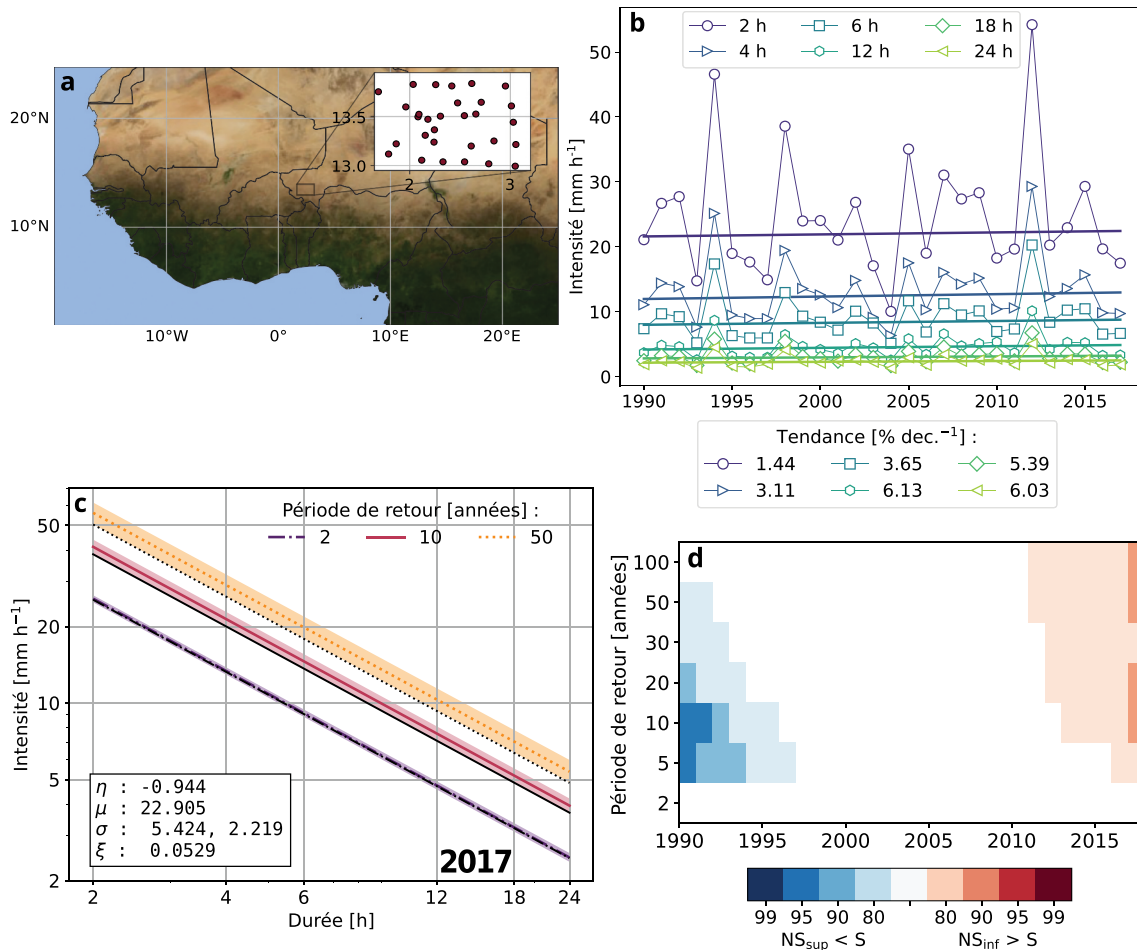 a
20°N
10°N
10°W
0°
10°E
20°E
13.5
13.0
2
3
b
2 h
6 h
18 h
4 h
12 h
24 h
Intensité [mm h⁻¹]
50
40
30
20
10
0
1990
1995
2000
2005
2010
2015
Tendance [% dec.⁻¹] :
1.44
3.65
5.39
3.11
6.13
6.03
c
Période de retour [années] :
2
10
50
Intensité [mm h⁻¹]
50
20
10
5
2
η : -0.944
μ : 22.905
σ : 5.424, 2.219
ξ : 0.0529
2017
2
4
6
12
18
24
Durée [h]
d
Période de retour [années]
100
50
30
20
10
5
2
1990
1995
2000
2005
2010
2015
99 95 90 80 80 90 95 99
NSsup < S NSinf > S